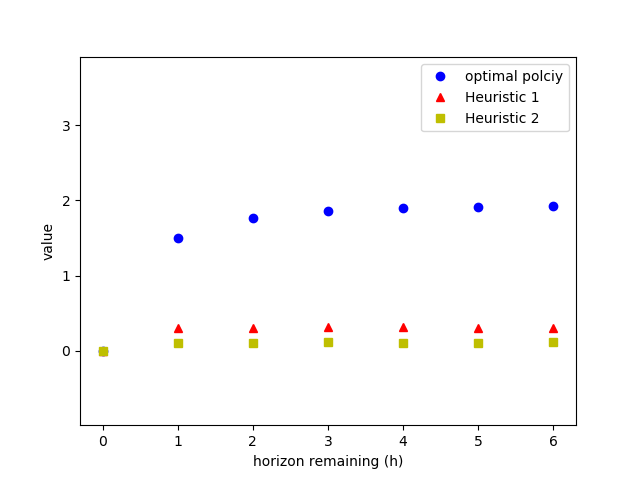 optimal polciy
Heuristic 1
Heuristic 2
3
2
1
0
value
0 1 2 3 4 5 6
horizon remaining (h)